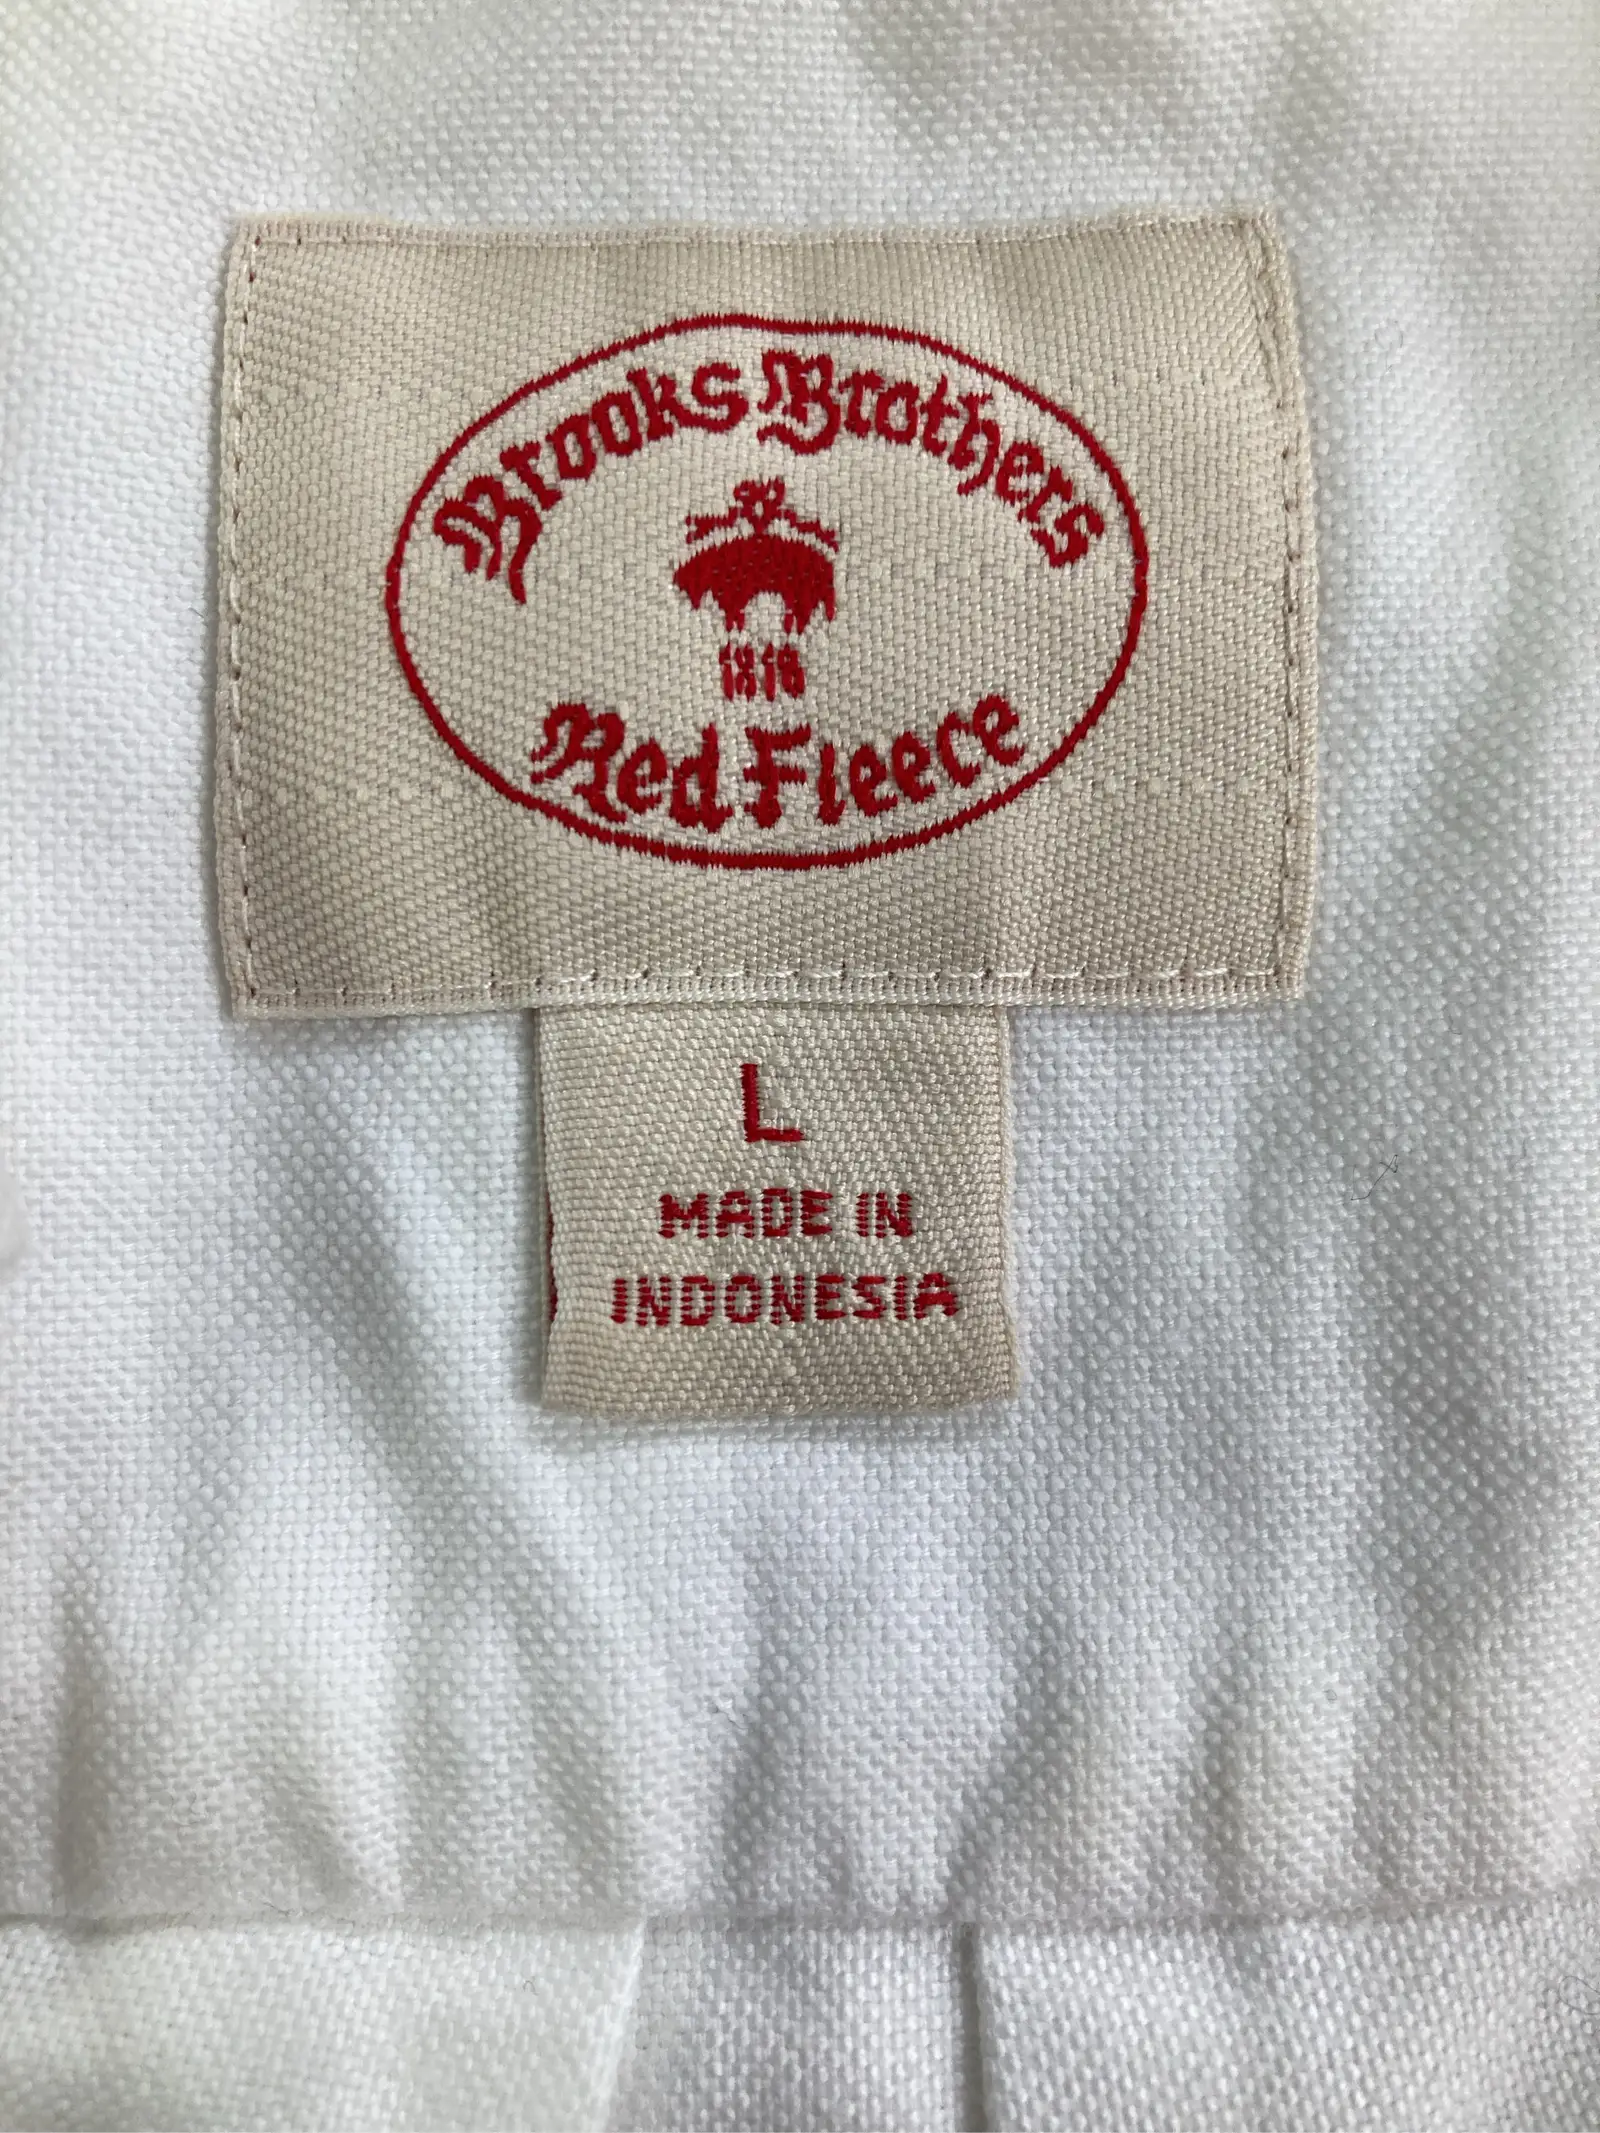 Brooks Brothers
1818
Red Fleece
L
MADE IN
INDONESIA